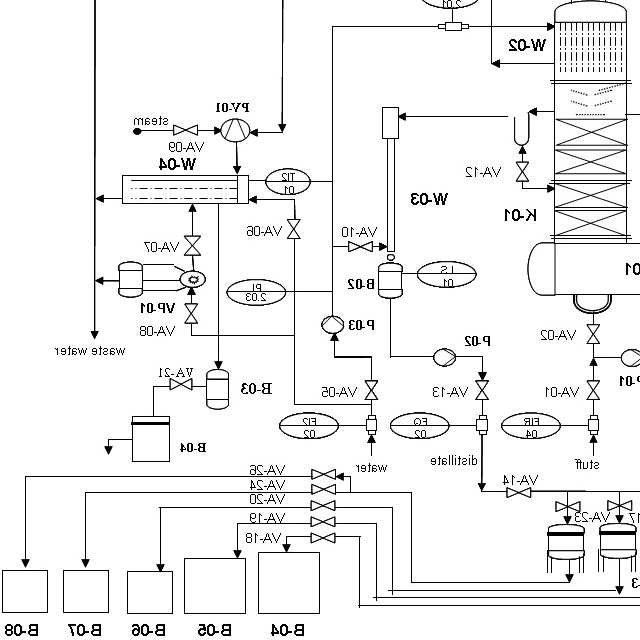 2.01
W-02
PV-01
steam
VA-09
W-04
TI2
01
VA-12
W-03
K-01
VA-06
VA-10
VA-07
LS
01
B-02
PI
2.03
VP-01
VA-08
P-03
P-02
VA-02
waste water
VA-21
B-03
VA-05
VA-13
VA-01
FI2
02
FQ
02
FIR
04
B-04
water
distillate
stuff
VA-26
VA-24
VA-20
VA-19
VA-18
VA-14
VA-23
B-08
B-07
B-06
B-05
B-04